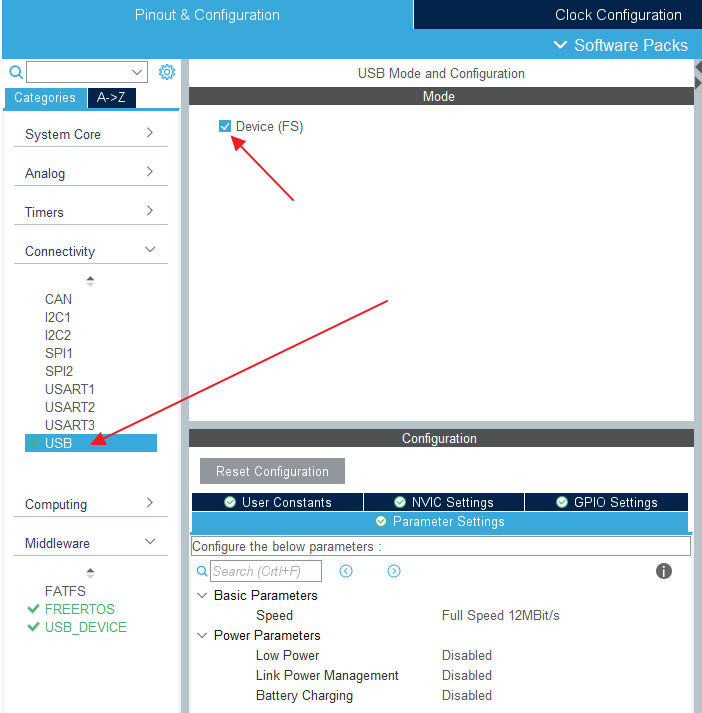 Pinout & Configuration
Clock Configuration
Software Packs
Categories
A->Z
System Core
Analog
Timers
Connectivity
CAN
I2C1
I2C2
SPI1
SPI2
USART1
USART2
USART3
USB
Computing
Middleware
FATFS
FREERTOS
USB_DEVICE
USB Mode and Configuration
Mode
Device (FS)
Configuration
Reset Configuration
User Constants
NVIC Settings
GPIO Settings
Parameter Settings
Configure the below parameters :
Search (Crtl+F)
Basic Parameters
Speed Full Speed 12MBit/s
Power Parameters
Low Power Disabled
Link Power Management Disabled
Battery Charging Disabled